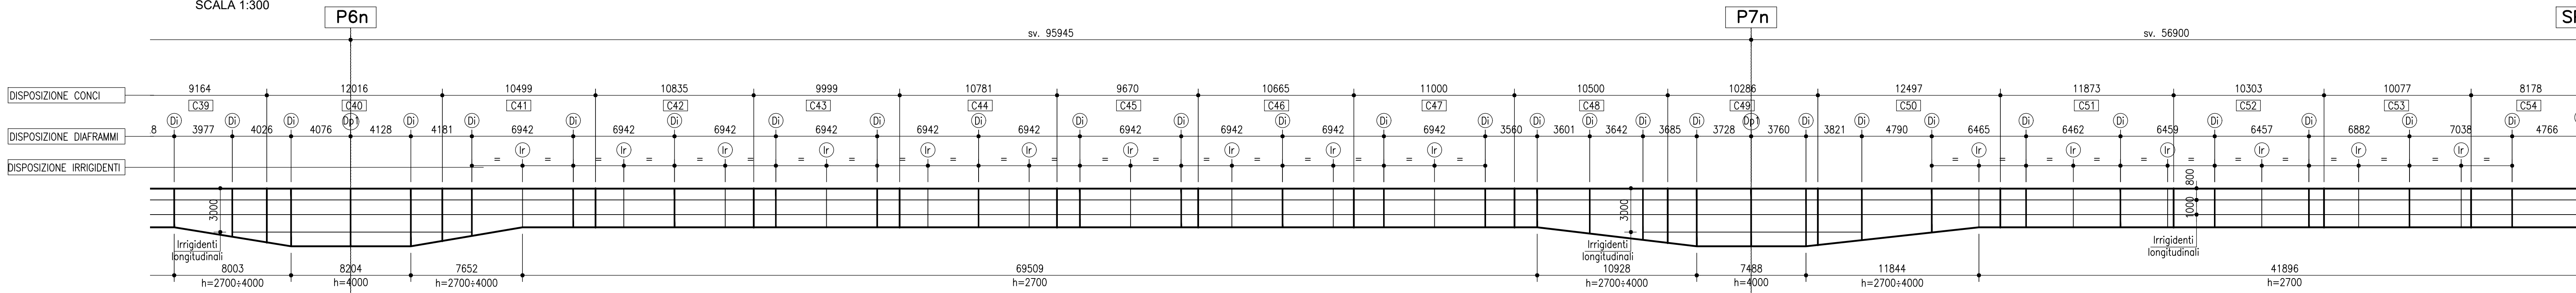 SCALA 1:300
P6n P7n
sv. 95945 sv. 56900
DISPOSIZIONE CONCI
9164 12016 10499 10835 9999 10781 9670 10665 11000 10500 10286 12497 11873 10303 10077 8178
C39 C40 C41 C42 C43 C44 C45 C46 C47 C48 C49 C50 C51 C52 C53 C54
Di Di Di Dp1 Di Di Di Di Di Di Di Di Di Di Di Di Di Di Di Di Dp1 Di Di Di Di Di Di Di Di Di
DISPOSIZIONE DIAFRAMMI
8 3977 4026 4076 4128 4181 6942 6942 6942 6942 6942 6942 6942 6942 6942 6942 3560 3601 3642 3685 3728 3760 3821 4790 6465 6462 6459 6457 6882 7038 4766
Ir Ir Ir Ir Ir Ir Ir Ir Ir Ir Ir Ir Ir Ir Ir Ir
DISPOSIZIONE IRRIGIDENTI
= = = = = = = = = = = = = = = = = = = = = = = = = = = = = = = =
3000 3000 1000 800
Irrigidenti
longitudinali
Irrigidenti
longitudinali
Irrigidenti
longitudinali
8003 8204 7652 69509 10928 7488 11844 41896
h=2700÷4000 h=4000 h=2700÷4000 h=2700 h=2700÷4000 h=4000 h=2700÷4000 h=2700